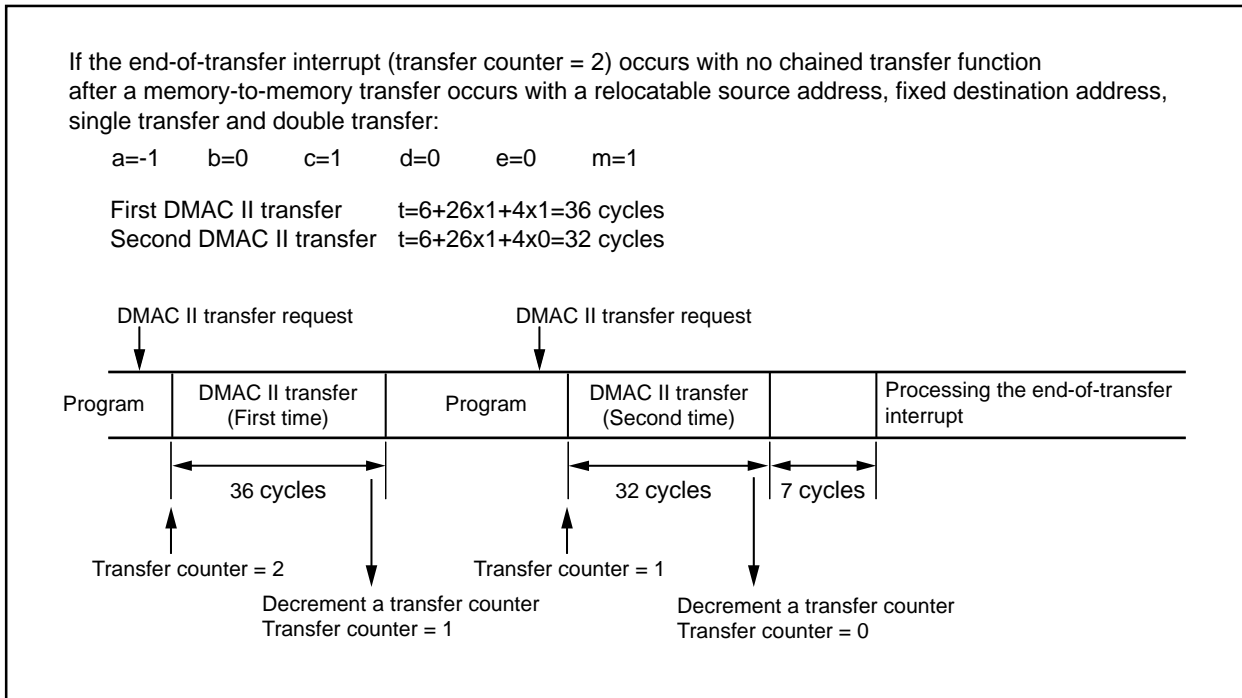 If the end-of-transfer interrupt (transfer counter = 2) occurs with no chained transfer function
after a memory-to-memory transfer occurs with a relocatable source address, fixed destination address,
single transfer and double transfer:
a=-1 b=0 c=1 d=0 e=0 m=1
First DMAC II transfer t=6+26x1+4x1=36 cycles
Second DMAC II transfer t=6+26x1+4x0=32 cycles
DMAC II transfer request
DMAC II transfer request
Program
DMAC II transfer
(First time)
Program
DMAC II transfer
(Second time)
Processing the end-of-transfer
interrupt
36 cycles
32 cycles
7 cycles
Transfer counter = 2
Transfer counter = 1
Decrement a transfer counter
Transfer counter = 1
Decrement a transfer counter
Transfer counter = 0